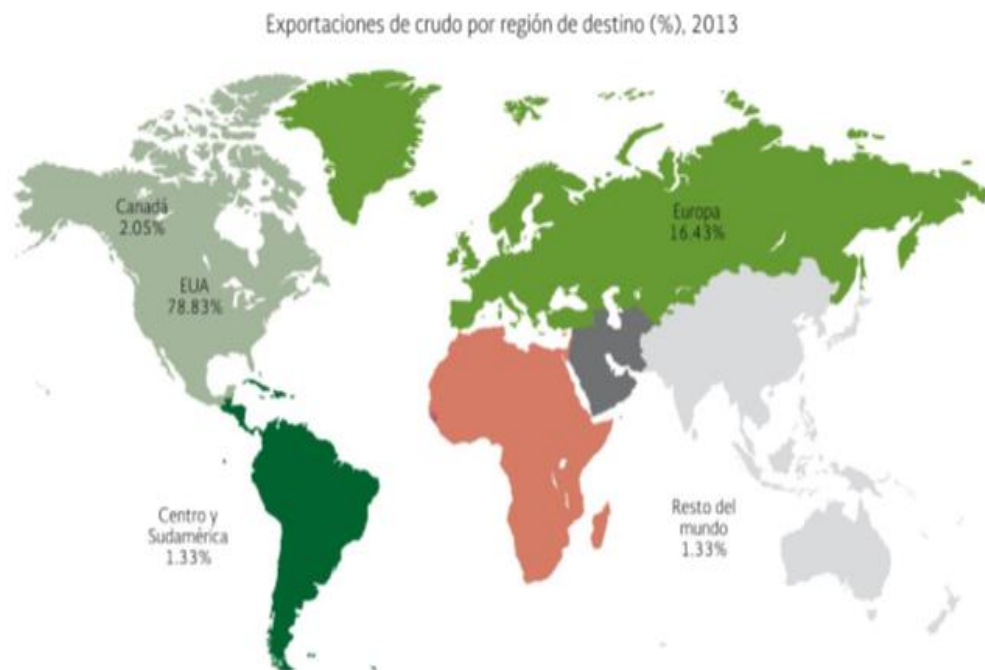 Exportaciones de crudo por región de destino (%), 2013
Canadá
2.05%
EUA
78.83%
Europa
16.43%
Centro y
Sudamérica
1.33%
Resto del
mundo
1.33%